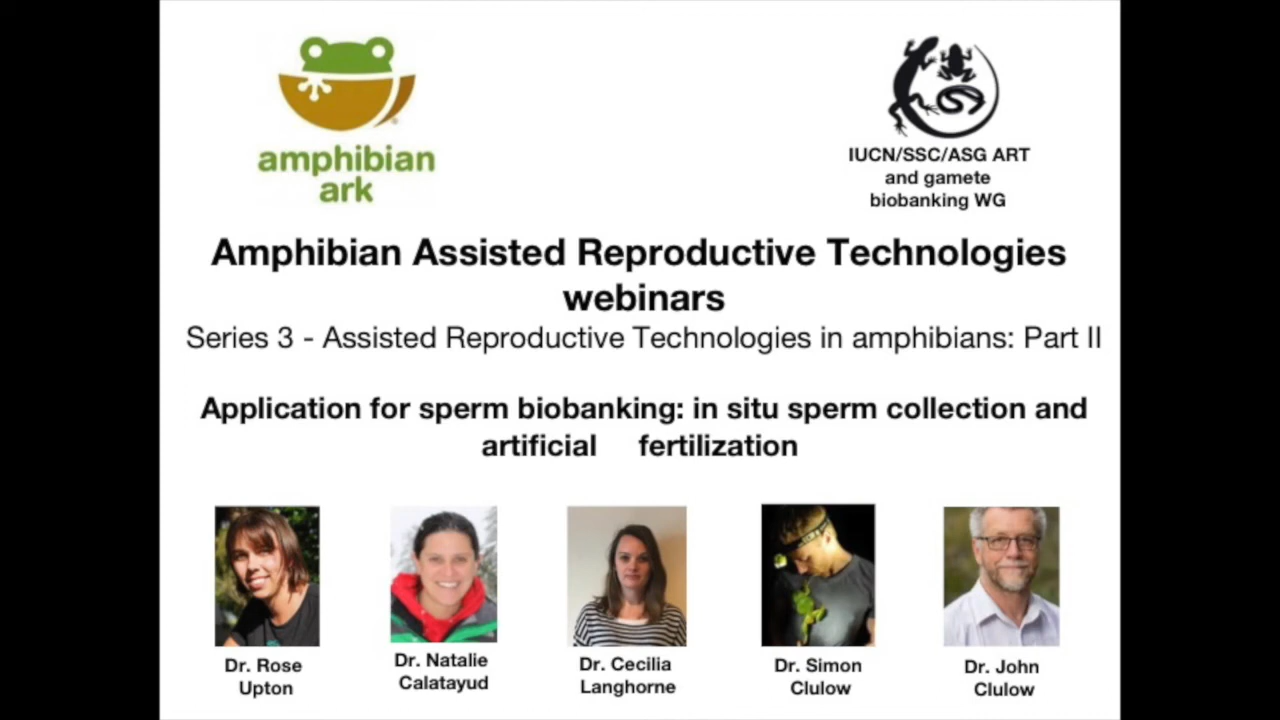 amphibian
ark
IUCN/SSC/ASG ART
and gamete
biobanking WG
Amphibian Assisted Reproductive Technologies
webinars
Series 3 - Assisted Reproductive Technologies in amphibians: Part II
Application for sperm biobanking: in situ sperm collection and
artificial fertilization
Dr. Rose
Upton
Dr. Natalie
Calatayud
Dr. Cecilia
Langhorne
Dr. Simon
Clulow
Dr. John
Clulow